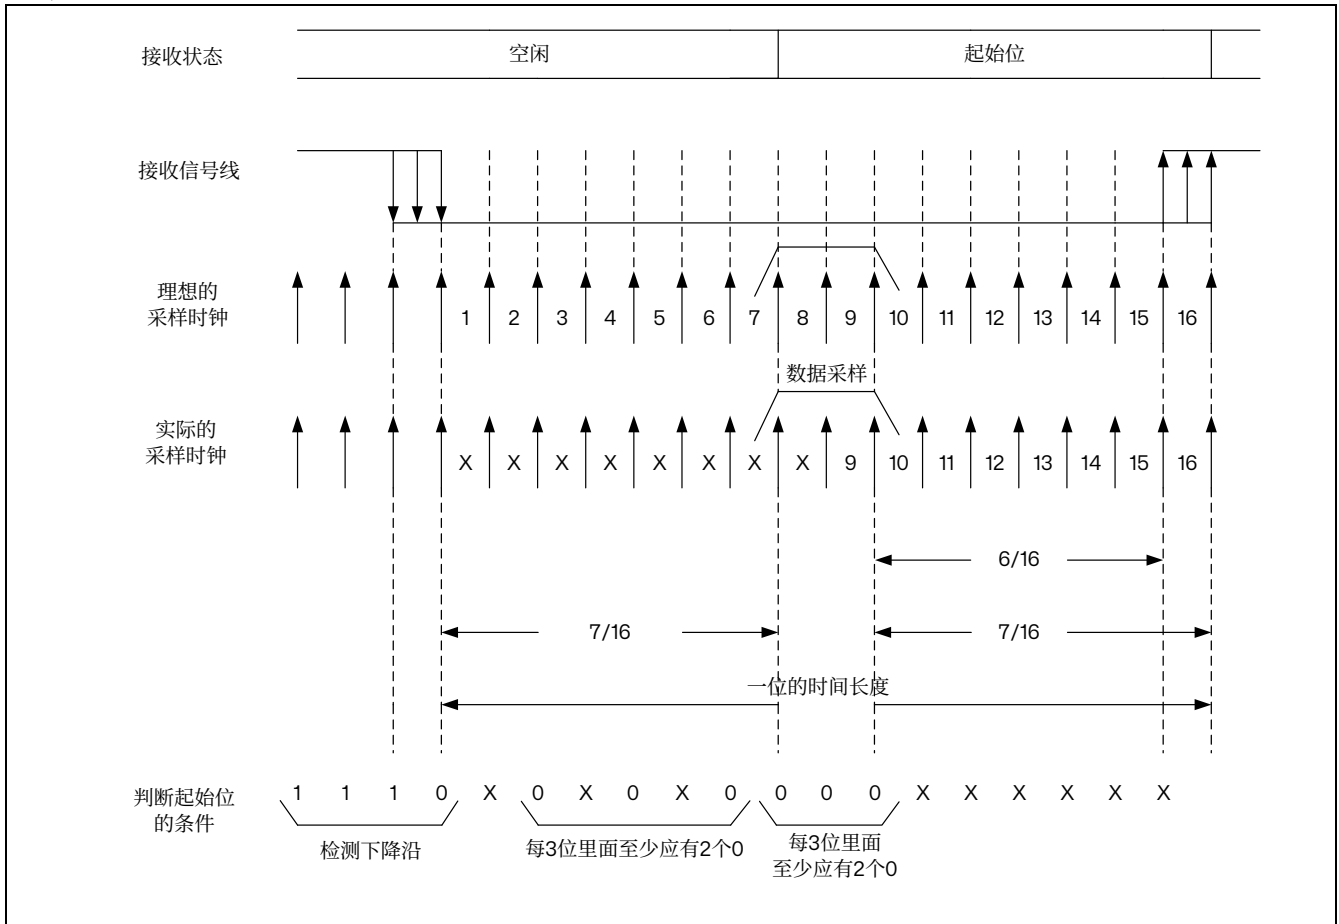 接收状态
空闲
起始位
接收信号线
理想的
采样时钟
1 2 3 4 5 6 7 8 9 10 11 12 13 14 15 16
数据采样
实际的
采样时钟
X X X X X X X X 9 10 11 12 13 14 15 16
6/16
7/16
7/16
一位的时间长度
判断起始位
的条件
1 1 1 0 X 0 X 0 X 0 0 0 0 X X X X X X
检测下降沿
每3位里面至少应有2个0
每3位里面
至少应有2个0